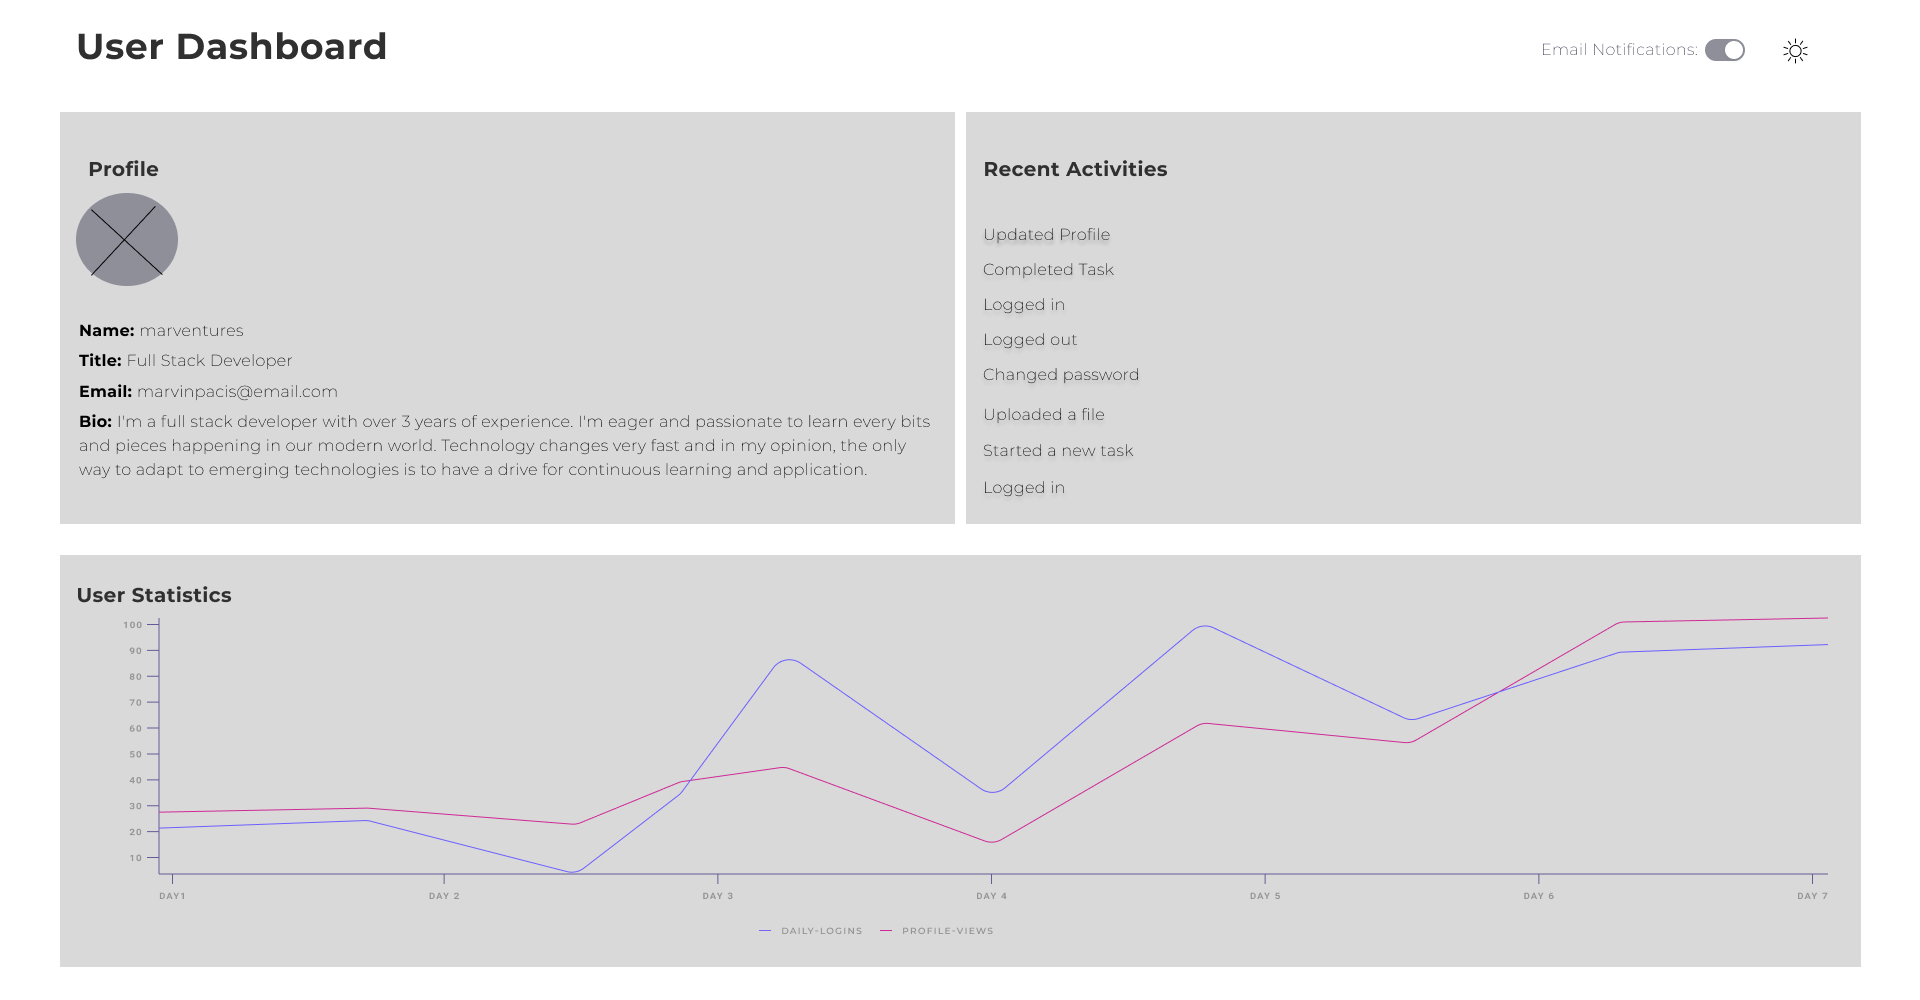 User Dashboard
Email Notifications:
Profile
Name: marventures
Title: Full Stack Developer
Email: marvinpacis@email.com
Bio: I'm a full stack developer with over 3 years of experience. I'm eager and passionate to learn every bits
and pieces happening in our modern world. Technology changes very fast and in my opinion, the only
way to adapt to emerging technologies is to have a drive for continuous learning and application.
Recent Activities
Updated Profile
Completed Task
Logged in
Logged out
Changed password
Uploaded a file
Started a new task
Logged in
User Statistics
100
90
80
70
60
50
40
30
20
10
DAY1 DAY 2 DAY 3 DAY 4 DAY 5 DAY 6 DAY 7
DAILY-LOGINS PROFILE-VIEWS